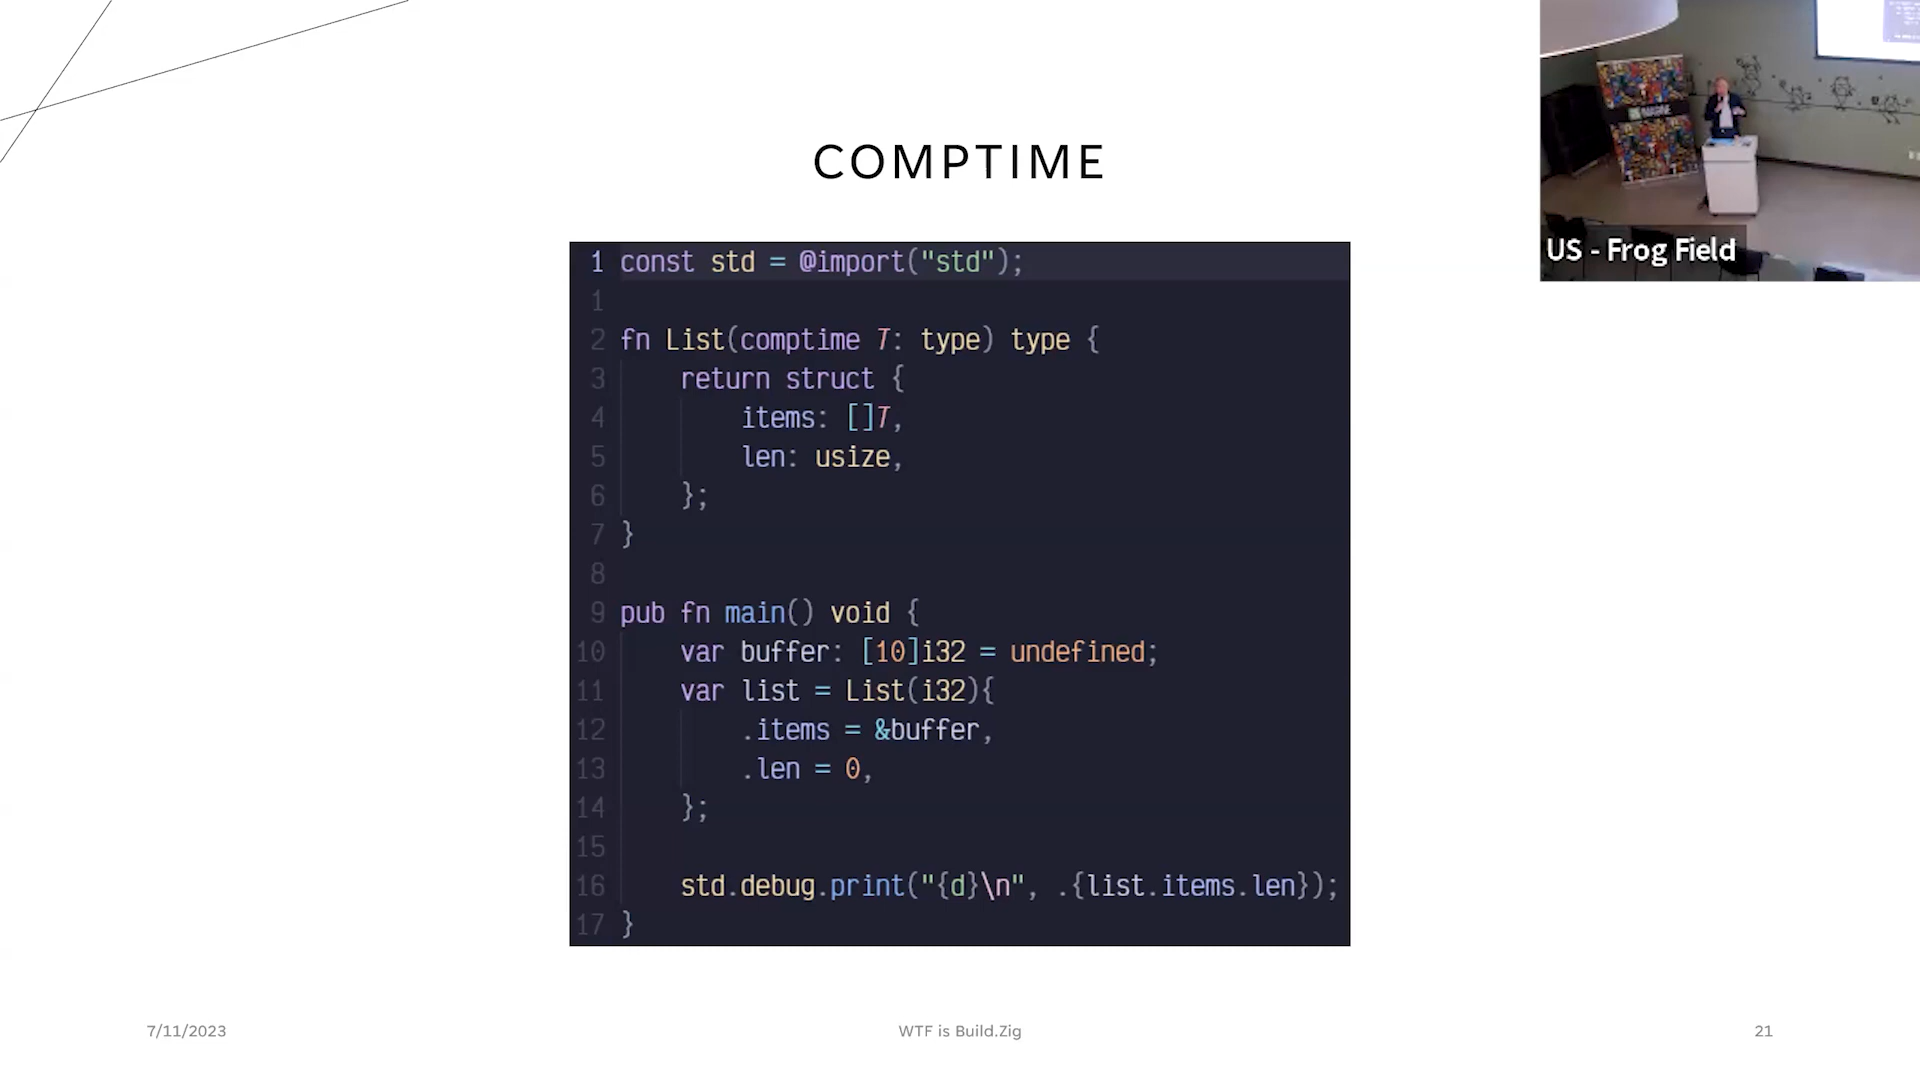 COMPTIME
1 const std = @import("std");
1
2 fn List(comptime T: type) type {
3 return struct {
4 items: []T,
5 len: usize,
6 };
7 }
8
9 pub fn main() void {
10 var buffer: [10]i32 = undefined;
11 var list = List(i32){
12 .items = &buffer,
13 .len = 0,
14 };
15
16 std.debug.print("{d}\n", .{list.items.len});
17 }
US - Frog Field
7/11/2023
WTF is Build.Zig
21